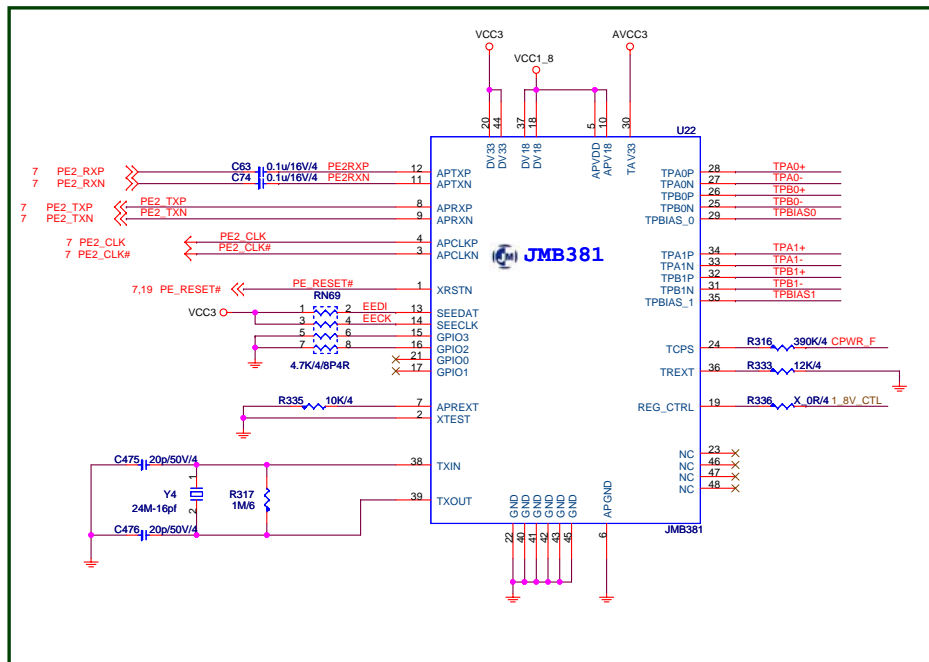 VCC3
AVCC3
VCC1_8
20 DV33
44 DV33
37 DV18
18 DV18
5 APVDD
10 APV18
30 TAV33
U22
7 PE2_RXP
C63 0.1u/16V/4 PE2RXP 12 APTXP
7 PE2_RXN
C74 0.1u/16V/4 PE2RXN 11 APTXN
7 PE2_TXP PE2_TXP 8 APRXP
7 PE2_TXN PE2_TXN 9 APRXN
7 PE2_CLK PE2_CLK 4 APCLKP
7 PE2_CLK# PE2_CLK# 3 APCLKN
7,19 PE_RESET# PE_RESET# 1 XRSTN
RN69
VCC3 1 2 EEDI 13 SEEDAT
3 4 EECK 14 SEECLK
5 6 15 GPIO3
7 8 16 GPIO2
21 GPIO0
4.7K/4/8P4R
17 GPIO1
R335 10K/4 7 APREXT
2 XTEST
C475 20p/50V/4 38 TXIN
1
Y4
24M-16pf
2
R317
1M/6
39 TXOUT
C476 20p/50V/4
JM JMB381
TPA0P 28 TPA0+
TPA0N 27 TPA0-
TPB0P 26 TPB0+
TPB0N 25 TPB0-
TPBIAS_0 29 TPBIAS0
TPA1P 34 TPA1+
TPA1N 33 TPA1-
TPB1P 32 TPB1+
TPB1N 31 TPB1-
TPBIAS_1 35 TPBIAS1
TCPS 24 R316 390K/4 CPWR_F
TREXT 36 R333 12K/4
REG_CTRL 19 R336 X_0R/4 1_8V_CTL
NC 23
NC 46
NC 47
NC 48
GND 22
GND 40
GND 41
GND 42
GND 43
GND 45
APGND 6
JMB381